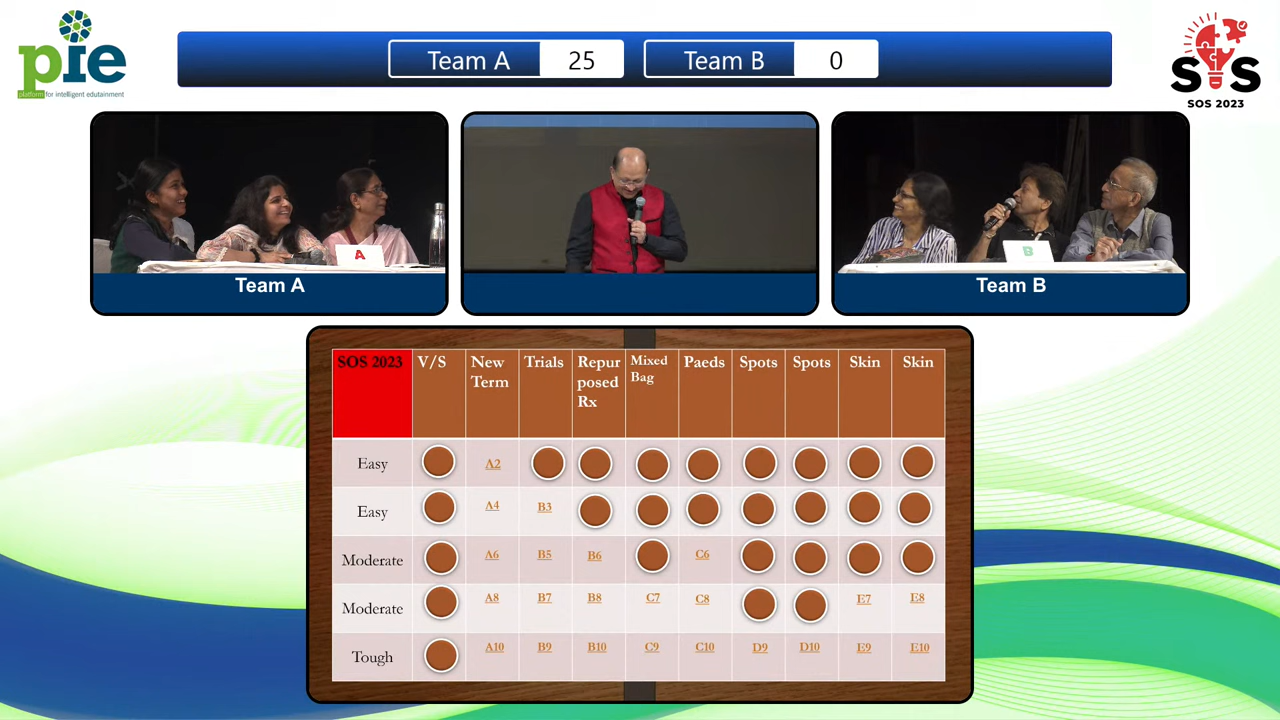 pIe
platform for intelligent edutainment
Team A 25 Team B 0
SOS
SOS 2023
A
B
Team A
Team B
SOS 2023 V/S New Term Trials Repur posed Rx Mixed Bag Paeds Spots Spots Skin Skin
Easy A2
Easy A4 B3
Moderate A6 B5 B6 C6
Moderate A8 B7 B8 C7 C8 E7 E8
Tough A10 B9 B10 C9 C10 D9 D10 E9 E10